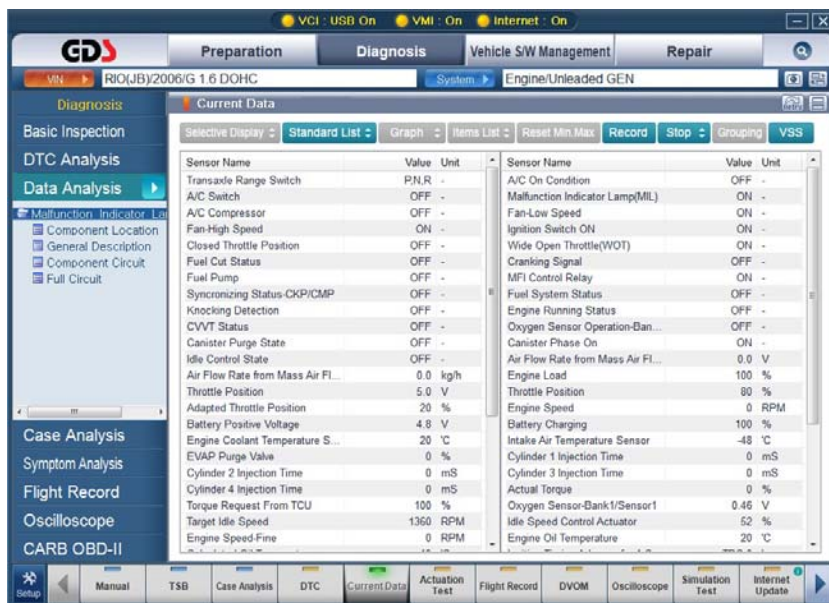 VCI : USB On VMI : On Internet : On
GDS Preparation Diagnosis Vehicle S/W Management Repair
VIN RIO(JB)/2006/G 1.6 DOHC System Engine/Unleaded GEN
Diagnosis
Basic Inspection
DTC Analysis
Data Analysis
Malfunction Indicator La
Component Location
General Description
Component Circuit
Full Circuit
Case Analysis
Symptom Analysis
Flight Record
Oscilloscope
CARB OBD-II
Current Data
Selective Display Standard List Graph Items List Reset Min.Max Record Stop Grouping VSS
Sensor Name Value Unit
Transaxle Range Switch P,N,R -
A/C Switch OFF -
A/C Compressor OFF -
Fan-High Speed ON -
Closed Throttle Position OFF -
Fuel Cut Status OFF -
Fuel Pump OFF -
Syncronizing Status-CKP/CMP OFF -
Knocking Detection OFF -
CVVT Status OFF -
Canister Purge State OFF -
Idle Control State OFF -
Air Flow Rate from Mass Air Fl... 0.0 kg/h
Throttle Position 5.0 V
Adapted Throttle Position 20 %
Battery Positive Voltage 4.8 V
Engine Coolant Temperature S... 20 'C
EVAP Purge Valve 0 %
Cylinder 2 Injection Time 0 mS
Cylinder 4 Injection Time 0 mS
Torque Request From TCU 100 %
Target Idle Speed 1360 RPM
Engine Speed-Fine 0 RPM
Sensor Name Value Unit
A/C On Condition OFF -
Malfunction Indicator Lamp(MIL) ON -
Fan-Low Speed ON -
Ignition Switch ON ON -
Wide Open Throttle(WOT) OFF -
Cranking Signal OFF -
MFI Control Relay ON -
Fuel System Status OFF -
Engine Running Status OFF -
Oxygen Sensor Operation-Ban... OFF -
Canister Phase On ON -
Air Flow Rate from Mass Air Fl... 0.0 V
Engine Load 100 %
Throttle Position 80 %
Engine Speed 0 RPM
Battery Charging 100 %
Intake Air Temperature Sensor -48 'C
Cylinder 1 Injection Time 0 mS
Cylinder 3 Injection Time 0 mS
Actual Torque 0 %
Oxygen Sensor-Bank1/Sensor1 0.46 V
Idle Speed Control Actuator 52 %
Engine Oil Temperature 20 'C
Setup Manual TSB Case Analysis DTC Current Data Actuation Test Flight Record DVOM Oscilloscope Simulation Test Internet Update